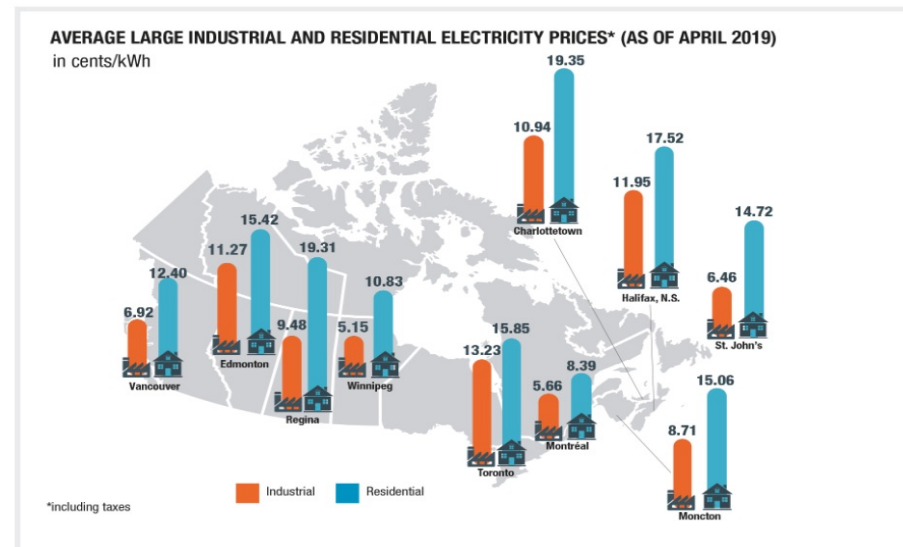 AVERAGE LARGE INDUSTRIAL AND RESIDENTIAL ELECTRICITY PRICES* (AS OF APRIL 2019)
in cents/kWh
19.35
10.94
Charlottetown
17.52
11.95
Halifax, N.S.
14.72
6.46
St. John's
15.42
11.27
Edmonton
12.40
6.92
Vancouver
19.31
9.48
Regina
10.83
5.15
Winnipeg
15.85
13.23
Toronto
8.39
5.66
Montréal
15.06
8.71
Moncton
Industrial
Residential
*including taxes